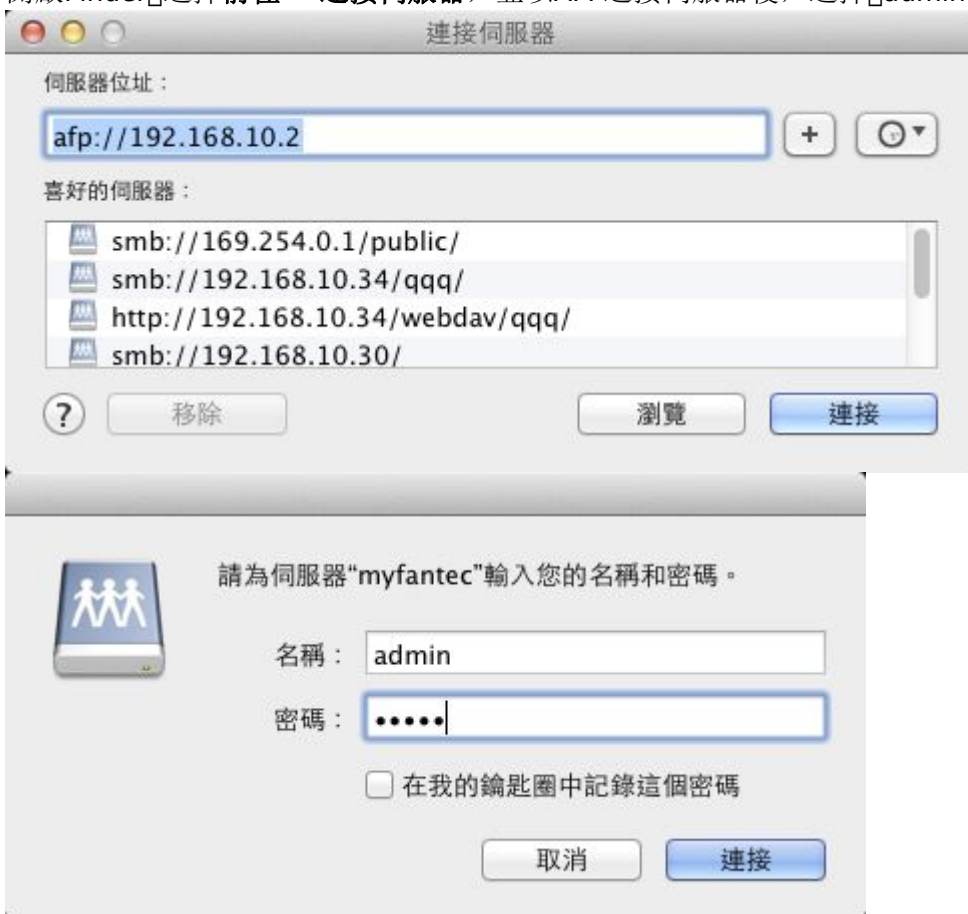 連接伺服器
伺服器位址：
afp://192.168.10.2
+
喜好的伺服器：
smb://169.254.0.1/public/
smb://192.168.10.34/qqq/
http://192.168.10.34/webdav/qqq/
smb://192.168.10.30/
? 移除 瀏覽 連接
請為伺服器“myfantec”輸入您的名稱和密碼。
名稱： admin
密碼： •••••
在我的鑰匙圈中記錄這個密碼
取消 連接